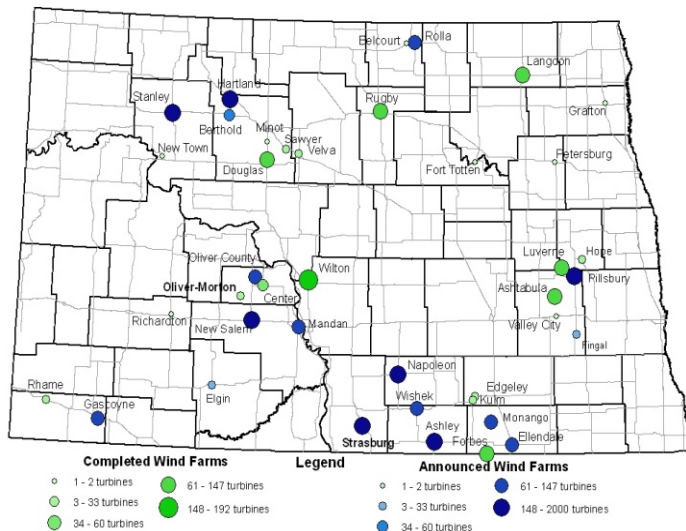 Belcourt
Rolla
Langdon
Hartland
Stanley
Rugby
Grafton
Berthold
Minot
Sawyer
New Town
Velva
Douglas
Fort Totten
Petersburg
Luverne
Hope
Oliver County
Wilton
Pillsbury
Oliver-Morton
Center
Ashtabula
Richardton
New Salem
Mandan
Valley City
Fingal
Napoleon
Rhame
Elgin
Edgeley
Kulm
Gascoyne
Wishek
Monango
Ashley
Strasburg
Forbes
Ellendale
Completed Wind Farms
Legend
Announced Wind Farms
1 - 2 turbines
61 - 147 turbines
3 - 33 turbines
148 - 192 turbines
34 - 60 turbines
1 - 2 turbines
61 - 147 turbines
3 - 33 turbines
148 - 2000 turbines
34 - 60 turbines